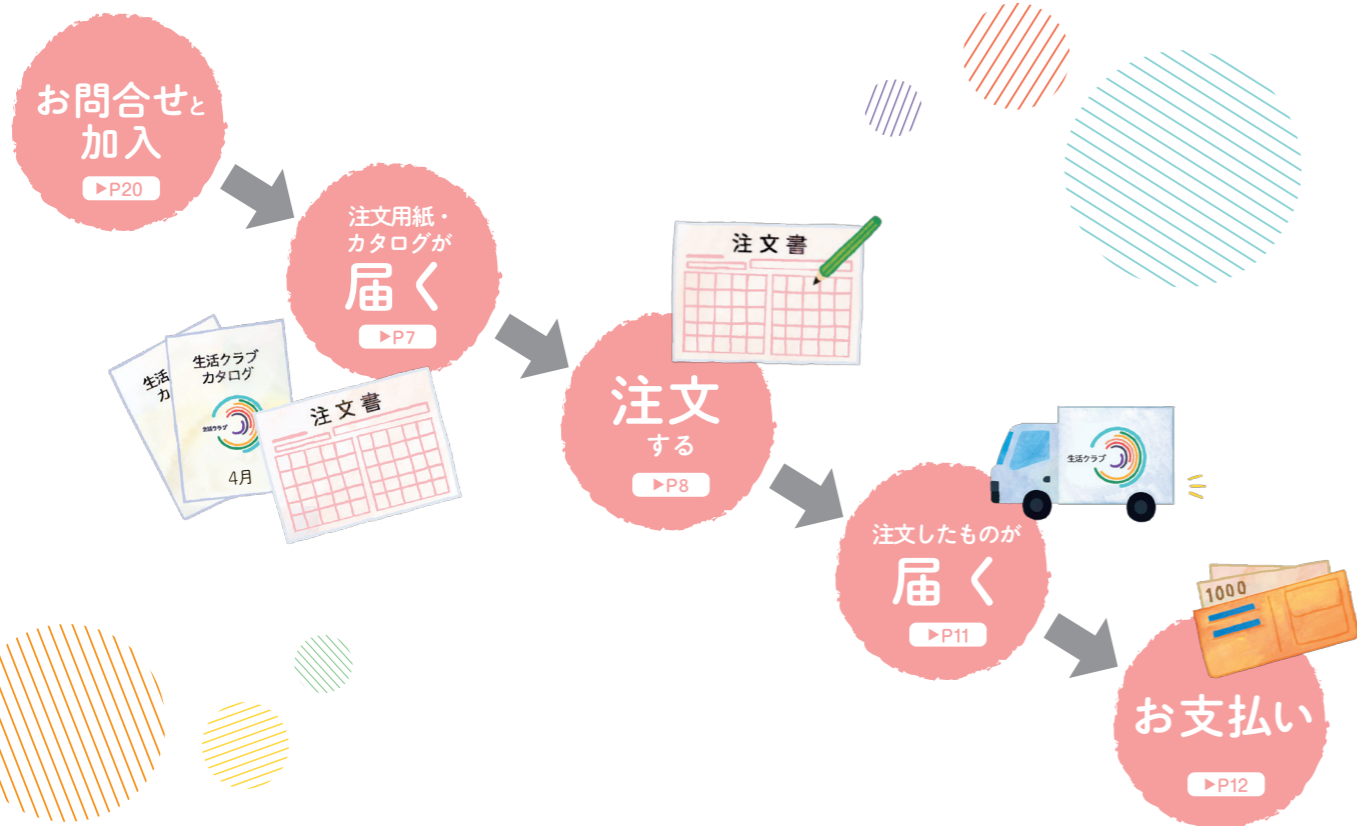 お問合せと
加入
▶P20
注文用紙・
カタログが
届く
▶P7
生活
カ
生活クラブ
カタログ
生活クラブ
4月
注文書
注文書
注文
する
▶P8
生活クラブ
注文したものが
届く
▶P11
1000
お支払い
▶P12